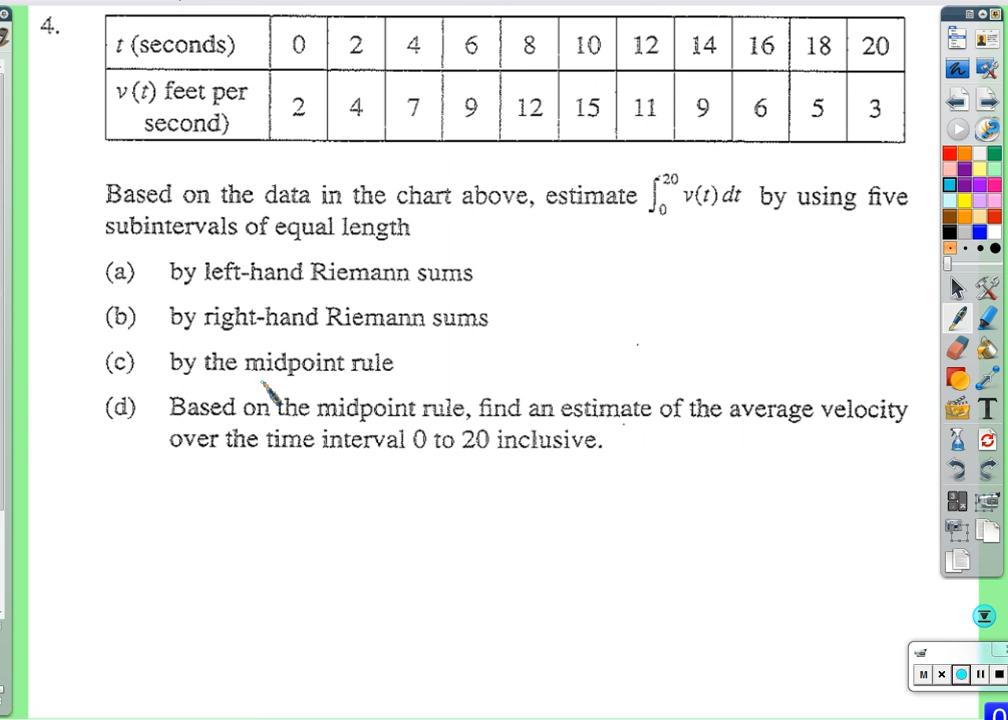 4.
t (seconds) 0 2 4 6 8 10 12 14 16 18 20
v(t) feet per second) 2 4 7 9 12 15 11 9 6 5 3
Based on the data in the chart above, estimate ∫₀²⁰ v(t) dt by using five
subintervals of equal length
(a) by left-hand Riemann sums
(b) by right-hand Riemann sums
(c) by the midpoint rule
(d) Based on the midpoint rule, find an estimate of the average velocity
over the time interval 0 to 20 inclusive.
T
M